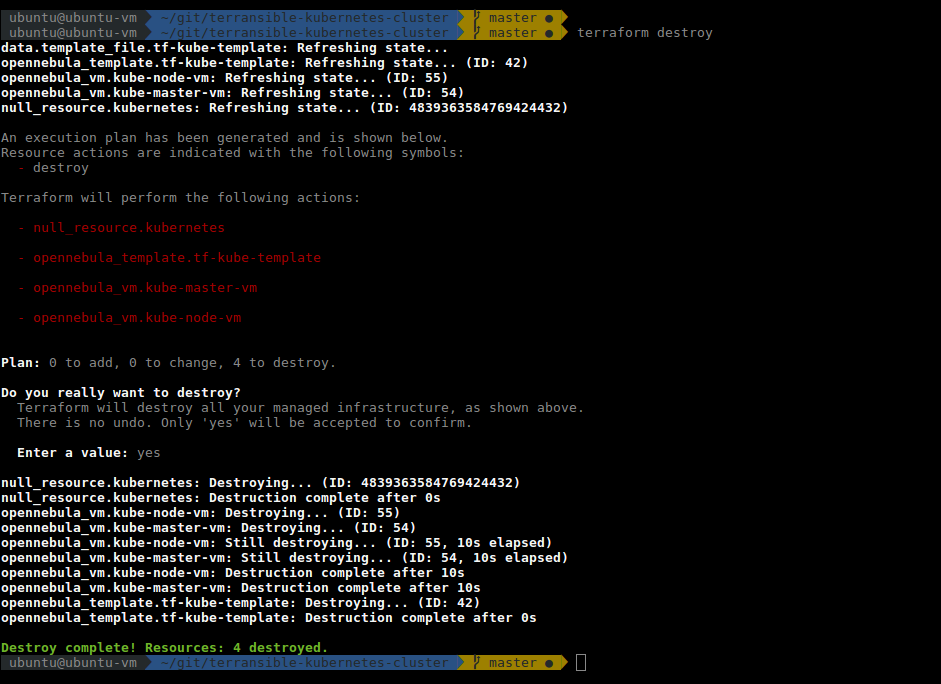 ubuntu@ubuntu-vm ~/git/terransible-kubernetes-cluster master ●
ubuntu@ubuntu-vm ~/git/terransible-kubernetes-cluster master ● terraform destroy
data.template_file.tf-kube-template: Refreshing state...
opennebula_template.tf-kube-template: Refreshing state... (ID: 42)
opennebula_vm.kube-node-vm: Refreshing state... (ID: 55)
opennebula_vm.kube-master-vm: Refreshing state... (ID: 54)
null_resource.kubernetes: Refreshing state... (ID: 4839363584769424432)
An execution plan has been generated and is shown below.
Resource actions are indicated with the following symbols:
- destroy
Terraform will perform the following actions:
- null_resource.kubernetes
- opennebula_template.tf-kube-template
- opennebula_vm.kube-master-vm
- opennebula_vm.kube-node-vm
Plan: 0 to add, 0 to change, 4 to destroy.
Do you really want to destroy?
Terraform will destroy all your managed infrastructure, as shown above.
There is no undo. Only 'yes' will be accepted to confirm.
Enter a value: yes
null_resource.kubernetes: Destroying... (ID: 4839363584769424432)
null_resource.kubernetes: Destruction complete after 0s
opennebula_vm.kube-node-vm: Destroying... (ID: 55)
opennebula_vm.kube-master-vm: Destroying... (ID: 54)
opennebula_vm.kube-node-vm: Still destroying... (ID: 55, 10s elapsed)
opennebula_vm.kube-master-vm: Still destroying... (ID: 54, 10s elapsed)
opennebula_vm.kube-node-vm: Destruction complete after 10s
opennebula_vm.kube-master-vm: Destruction complete after 10s
opennebula_template.tf-kube-template: Destroying... (ID: 42)
opennebula_template.tf-kube-template: Destruction complete after 0s
Destroy complete! Resources: 4 destroyed.
ubuntu@ubuntu-vm ~/git/terransible-kubernetes-cluster master ●